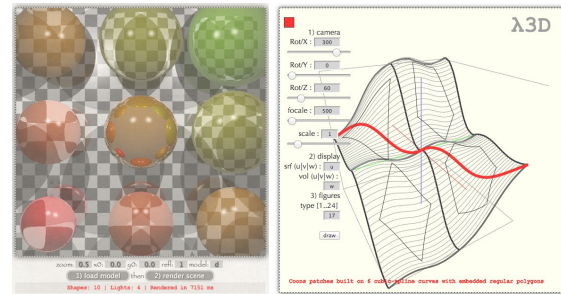 zoom: 0.5 x0: 0.0 y0: 0.0 refl: 1 model: d
1) load model then 2) render scene
Shapes: 10 | Lights: 4 | Rendered in 7131 ms
λ3D
1) camera
Rot/X : 300
Rot/Y : 0
Rot/Z : 60
focale : 500
scale : 1
2) display
srf (u|v|w) : u
vol (u|v|w) :
w
3) figures
type [1..24]
17
draw
Coons patches built on 6 cubic-spline curves with embedded regular polygons